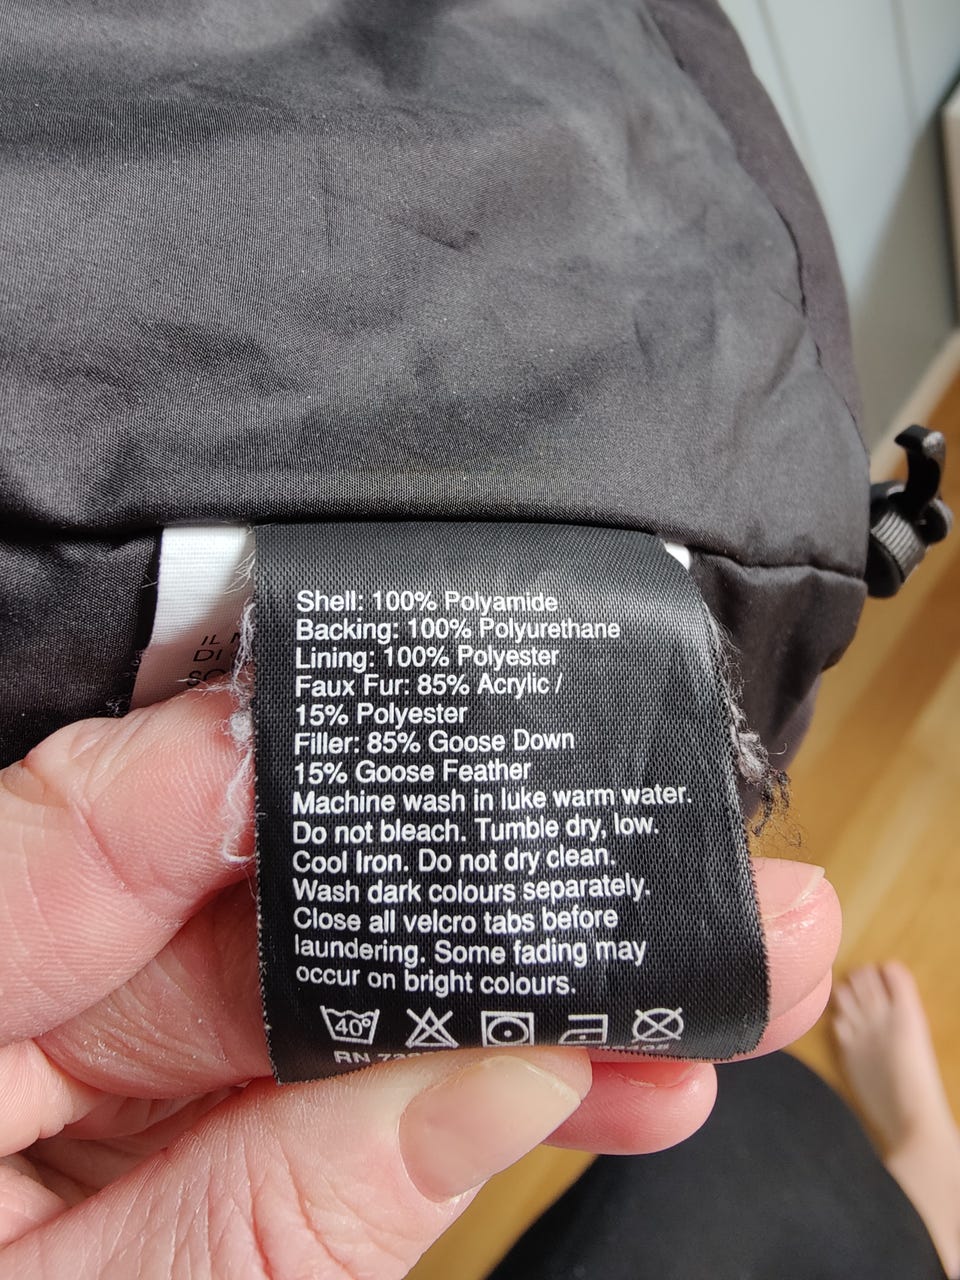 Shell: 100% Polyamide
Backing: 100% Polyurethane
Lining: 100% Polyester
Faux Fur: 85% Acrylic /
15% Polyester
Filler: 85% Goose Down
15% Goose Feather
Machine wash in luke warm water.
Do not bleach. Tumble dry, low.
Cool Iron. Do not dry clean.
Wash dark colours separately.
Close all velcro tabs before
laundering. Some fading may
occur on bright colours.
40°
RN
IL
DI